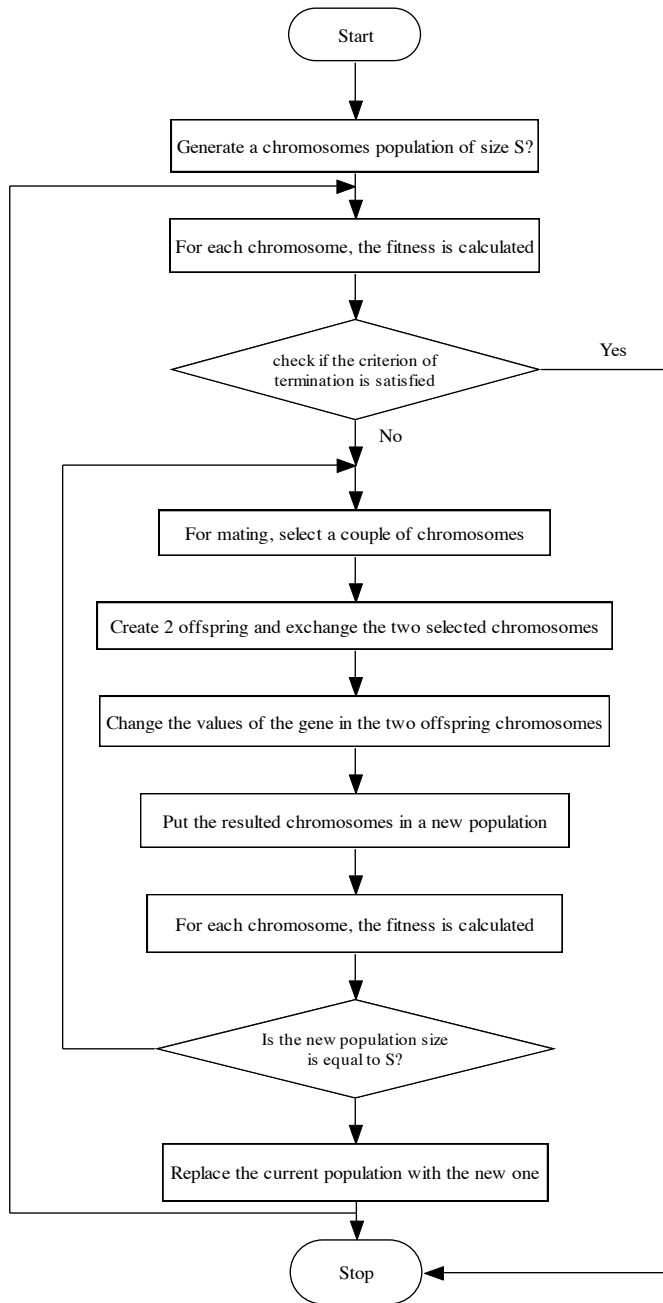 Start
Generate a chromosomes population of size S?
For each chromosome, the fitness is calculated
check if the criterion of
termination is satisfied
Yes
No
For mating, select a couple of chromosomes
Create 2 offspring and exchange the two selected chromosomes
Change the values of the gene in the two offspring chromosomes
Put the resulted chromosomes in a new population
For each chromosome, the fitness is calculated
Is the new population size
is equal to S?
Replace the current population with the new one
Stop